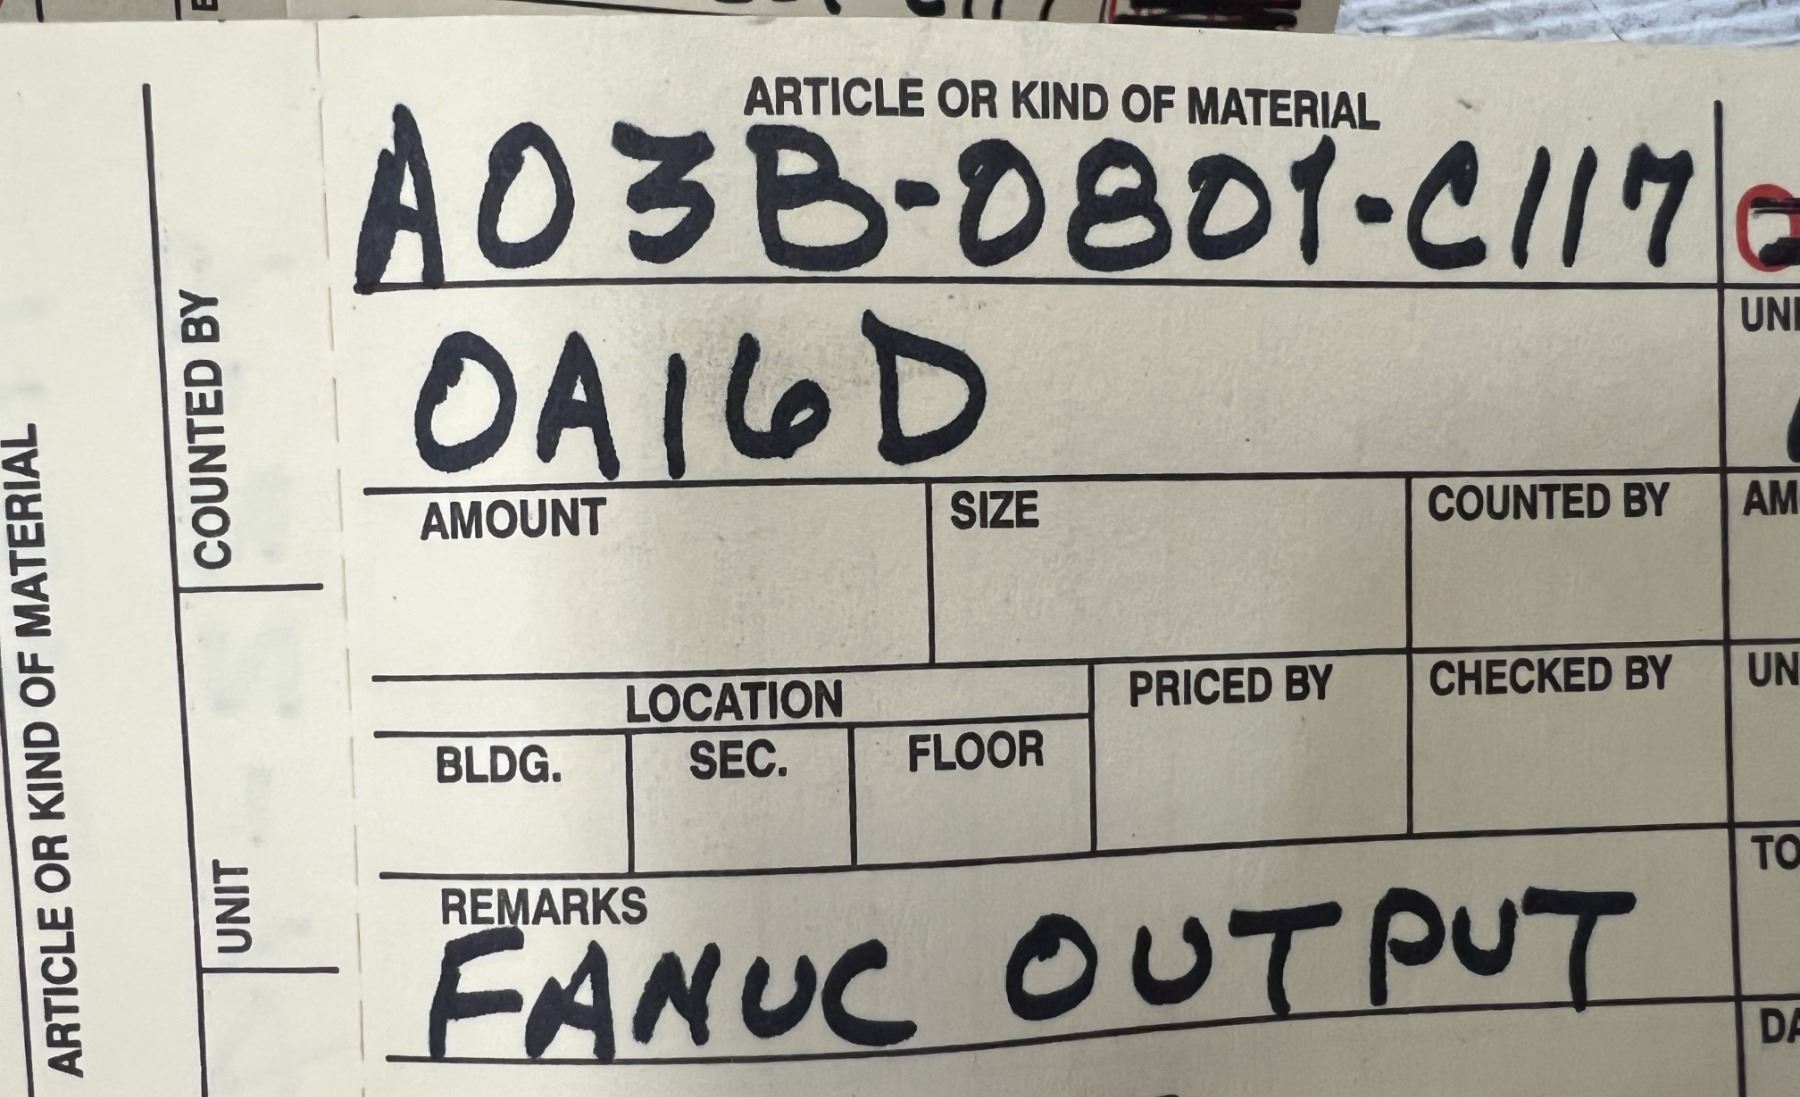 ARTICLE OR KIND OF MATERIAL
A03B-0801-C117
OA16D
AMOUNT
SIZE
COUNTED BY
LOCATION
PRICED BY
CHECKED BY
BLDG.
SEC.
FLOOR
REMARKS
FANUC OUTPUT
ARTICLE OR KIND OF MATERIAL
COUNTED BY
UNIT